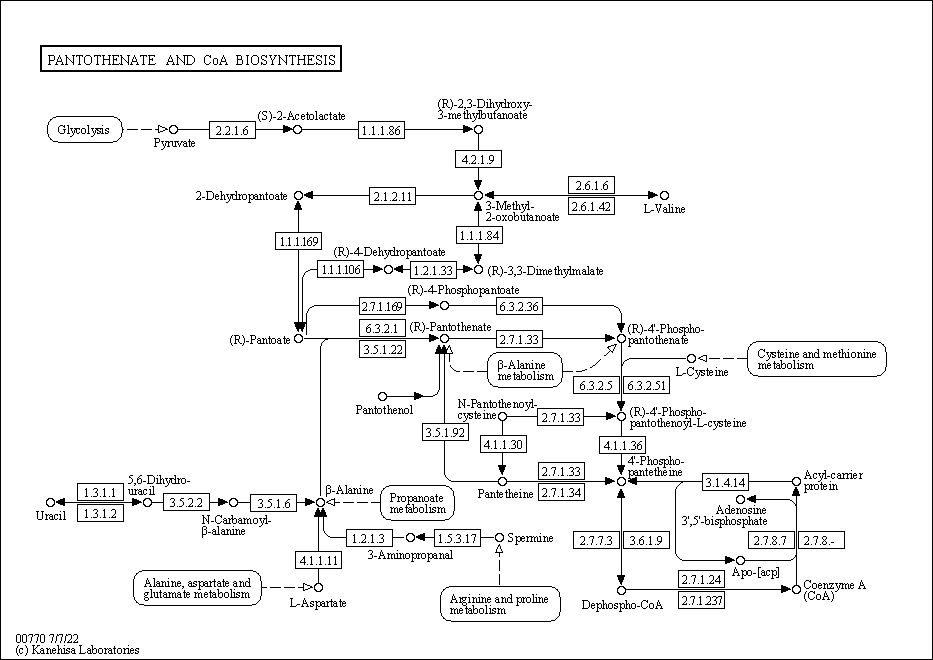 PANTOTHENATE AND CoA BIOSYNTHESIS
(R)-2,3-Dihydroxy-
3-methylbutanoate
(S)-2-Acetolactate
Glycolysis
2.2.1.6
1.1.1.86
Pyruvate
4.2.1.9
2.6.1.6
2-Dehydropantoate
2.1.2.11
2.6.1.42
3-Methyl-
2-oxobutanoate
L-Valine
1.1.1.169
1.1.1.84
(R)-4-Dehydropantoate
1.1.1.106
1.2.1.33
(R)-3,3-Dimethylmalate
(R)-4-Phosphopantoate
2.7.1.169
6.3.2.36
6.3.2.1
(R)-Pantothenate
(R)-4'-Phospho-
pantothenate
(R)-Pantoate
2.7.1.33
3.5.1.22
β-Alanine
metabolism
Cysteine and methionine
metabolism
L-Cysteine
6.3.2.5
6.3.2.51
Pantothenol
N-Pantothenoyl-
cysteine
2.7.1.33
(R)-4'-Phospho-
pantothenoyl-L-cysteine
3.5.1.92
4.1.1.30
4.1.1.36
4'-Phospho-
pantetheine
2.7.1.33
Pantetheine
2.7.1.34
3.1.4.14
Acyl-carrier
protein
5,6-Dihydro-
uracil
β-Alanine
1.3.1.1
1.3.1.2
3.5.2.2
3.5.1.6
Uracil
N-Carbamoyl-
β-alanine
Propanoate
metabolism
Adenosine
3',5'-bisphosphate
1.2.1.3
3-Aminopropanal
1.5.3.17
Spermine
2.7.7.3
3.6.1.9
2.7.8.7
2.7.8.-
4.1.1.11
Apo-[acp]
Alanine, aspartate and
glutamate metabolism
L-Aspartate
Arginine and proline
metabolism
2.7.1.24
2.7.1.237
Dephospho-CoA
Coenzyme A
(CoA)
00770 7/7/22
(c) Kanehisa Laboratories